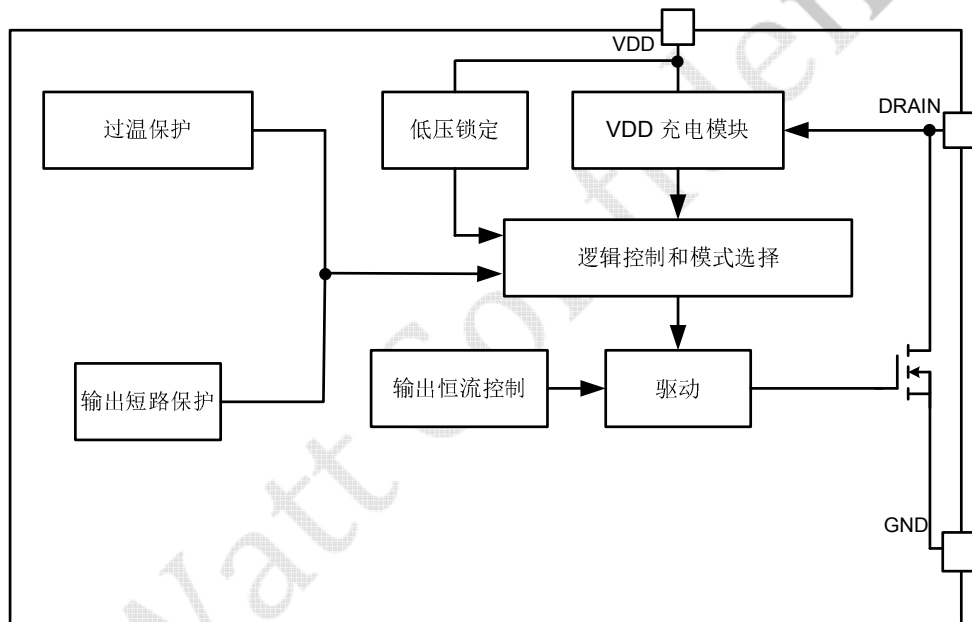 VDD
DRAIN
过温保护
低压锁定
VDD 充电模块
逻辑控制和模式选择
输出短路保护
输出恒流控制
驱动
GND
Watt Confiden